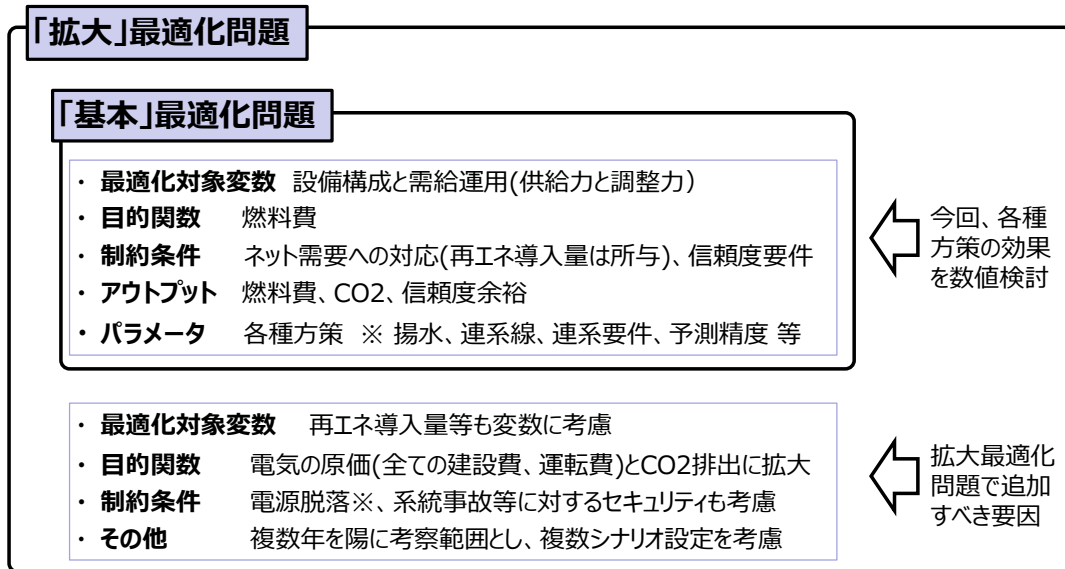 「拡大」最適化問題
「基本」最適化問題
・ 最適化対象変数 設備構成と需給運用(供給力と調整力)
・ 目的関数 燃料費
・ 制約条件 ネット需要への対応(再エネ導入量は所与)、信頼度要件
・ アウトプット 燃料費、CO2、信頼度余裕
・ パラメータ 各種方策 ※ 揚水、連系線、連系要件、予測精度 等
今回、各種
方策の効果
を数値検討
・ 最適化対象変数 再エネ導入量等も変数に考慮
・ 目的関数 電気の原価(全ての建設費、運転費)とCO2排出に拡大
・ 制約条件 電源脱落※、系統事故等に対するセキュリティも考慮
・ その他 複数年を陽に考察範囲とし、複数シナリオ設定を考慮
拡大最適化
問題で追加
すべき要因